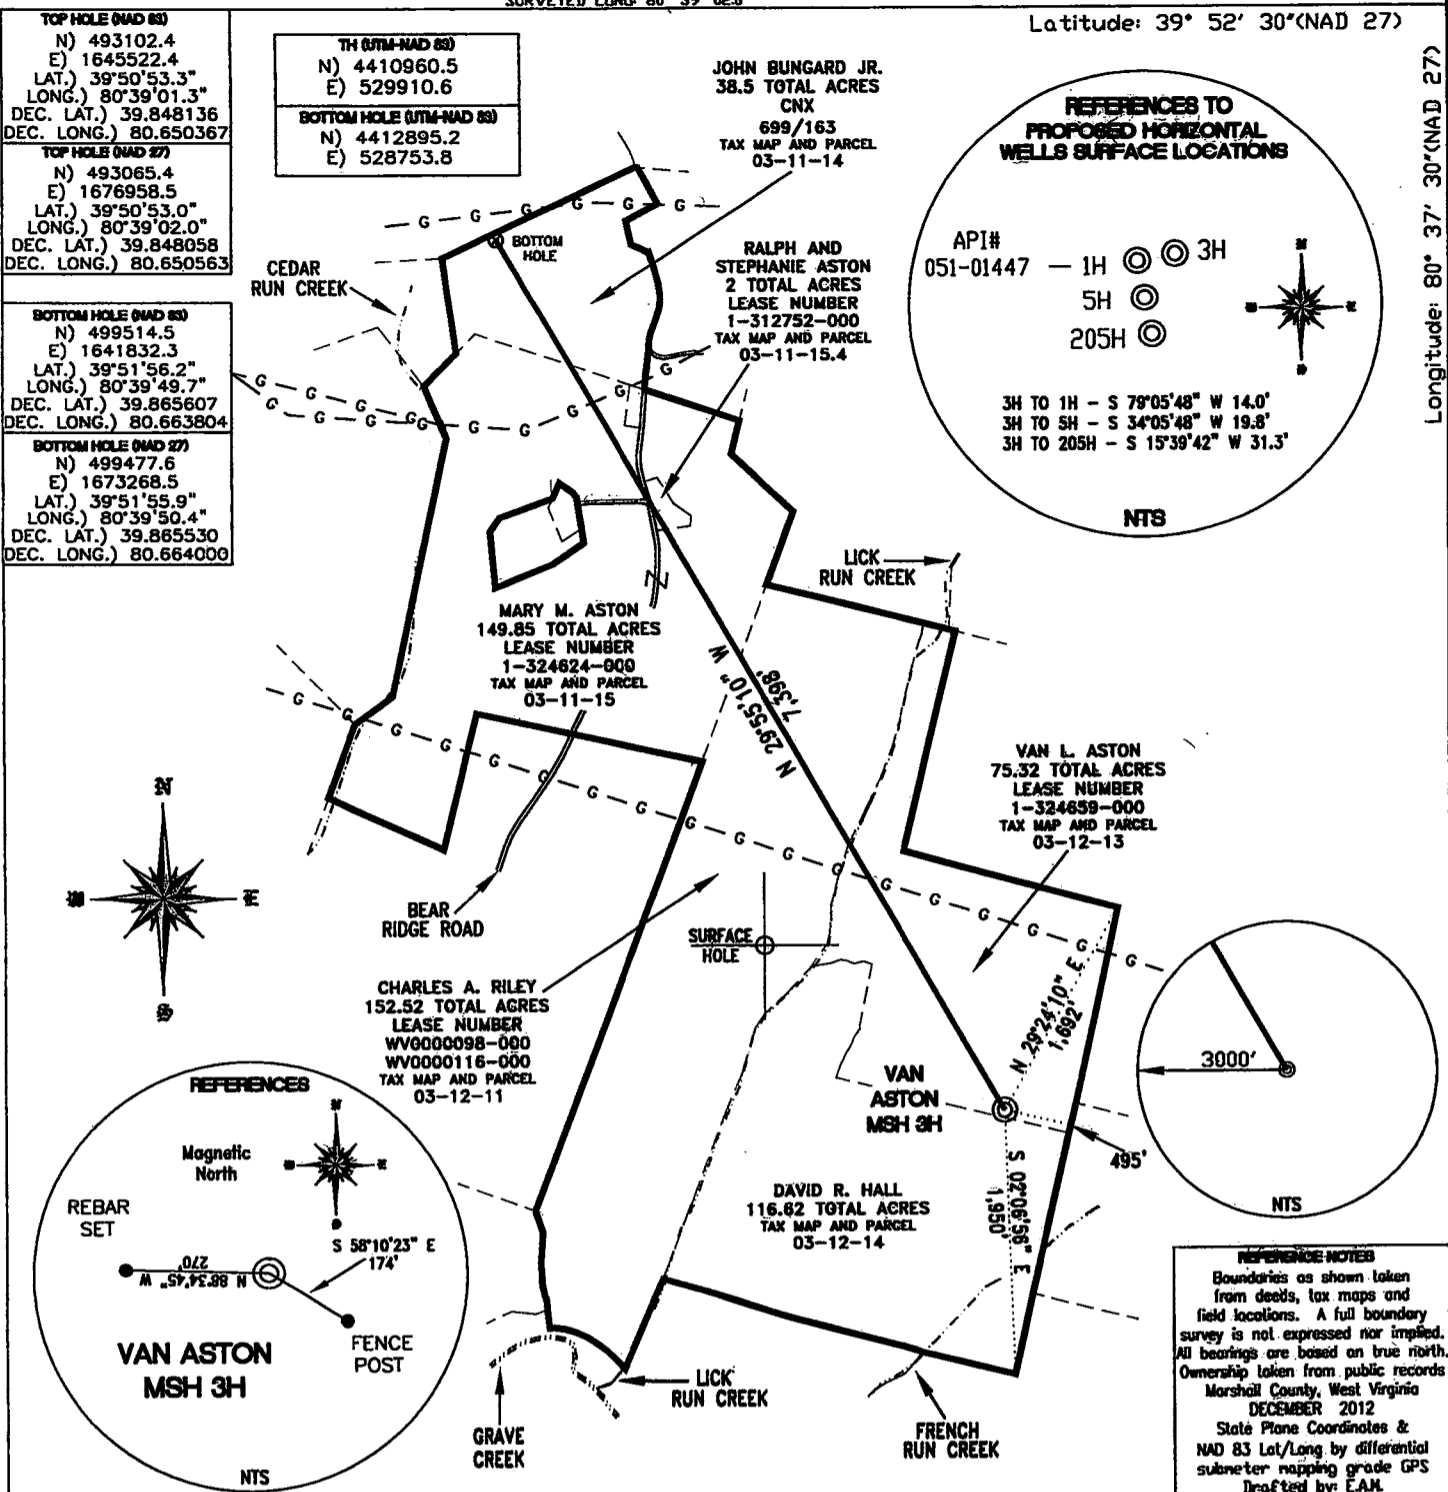 Latitude: 39° 52' 30"(NAD 27)
Longitude: 80° 37' 30"(NAD 27)
TOP HOLE (NAD 83)
N) 493102.4
E) 1645522.4
LAT.) 39°50'53.3"
LONG.) 80°39'01.3"
DEC. LAT.) 39.848136
DEC. LONG.) 80.650367
TOP HOLE (NAD 27)
N) 493065.4
E) 1676958.5
LAT.) 39°50'53.0"
LONG.) 80°39'02.0"
DEC. LAT.) 39.848058
DEC. LONG.) 80.650563
BOTTOM HOLE (NAD 83)
N) 499514.5
E) 1641832.3
LAT.) 39°51'56.2"
LONG.) 80°39'49.7"
DEC. LAT.) 39.865607
DEC. LONG.) 80.663804
BOTTOM HOLE (NAD 27)
N) 499477.6
E) 1673268.5
LAT.) 39°51'55.9"
LONG.) 80°39'50.4"
DEC. LAT.) 39.865530
DEC. LONG.) 80.664000
TH (UTM-NAD 83)
N) 4410960.5
E) 529910.6
BOTTOM HOLE (UTM-NAD 83)
N) 4412895.2
E) 528753.8
JOHN BUNGARD JR.
38.5 TOTAL ACRES
CNX
699/163
TAX MAP AND PARCEL
03-11-14
RALPH AND
STEPHANIE ASTON
2 TOTAL ACRES
LEASE NUMBER
1-312752-000
TAX MAP AND PARCEL
03-11-15.4
REFERENCES TO
PROPOSED HORIZONTAL
WELLS SURFACE LOCATIONS
API#
051-01447 — 1H
3H
5H
205H
3H TO 1H - S 79°05'48" W 14.0'
3H TO 5H - S 34°05'48" W 19.8'
3H TO 205H - S 15°39'42" W 31.3'
NTS
BOTTOM
HOLE
CEDAR
RUN CREEK
LICK
RUN CREEK
MARY M. ASTON
149.85 TOTAL ACRES
LEASE NUMBER
1-324624-000
TAX MAP AND PARCEL
03-11-15
N 29°55'10" W
7,398'
VAN L. ASTON
75.32 TOTAL ACRES
LEASE NUMBER
1-324659-000
TAX MAP AND PARCEL
03-12-13
N
W
E
S
BEAR
RIDGE ROAD
SURFACE
HOLE
CHARLES A. RILEY
152.52 TOTAL ACRES
LEASE NUMBER
WV0000098-000
WV0000116-000
TAX MAP AND PARCEL
03-12-11
N 29°24'10" E
1,692'
VAN
ASTON
MSH 3H
495'
S 02°06'56" E
1,950'
3000'
NTS
DAVID R. HALL
116.62 TOTAL ACRES
TAX MAP AND PARCEL
03-12-14
REFERENCES
Magnetic
North
REBAR
SET
S 58°10'23" E
174'
N 88°34'45" W
270'
FENCE
POST
VAN ASTON
MSH 3H
NTS
GRAVE
CREEK
LICK
RUN CREEK
FRENCH
RUN CREEK
REFERENCE NOTES
Boundaries as shown taken
from deeds, tax maps and
field locations. A full boundary
survey is not expressed nor implied.
All bearings are based on true north.
Ownership taken from public records
Marshall County, West Virginia
DECEMBER 2012
State Plane Coordinates &
NAD 83 Lat/Long by differential
submeter mapping grade GPS
Drafted by: E.A.M.